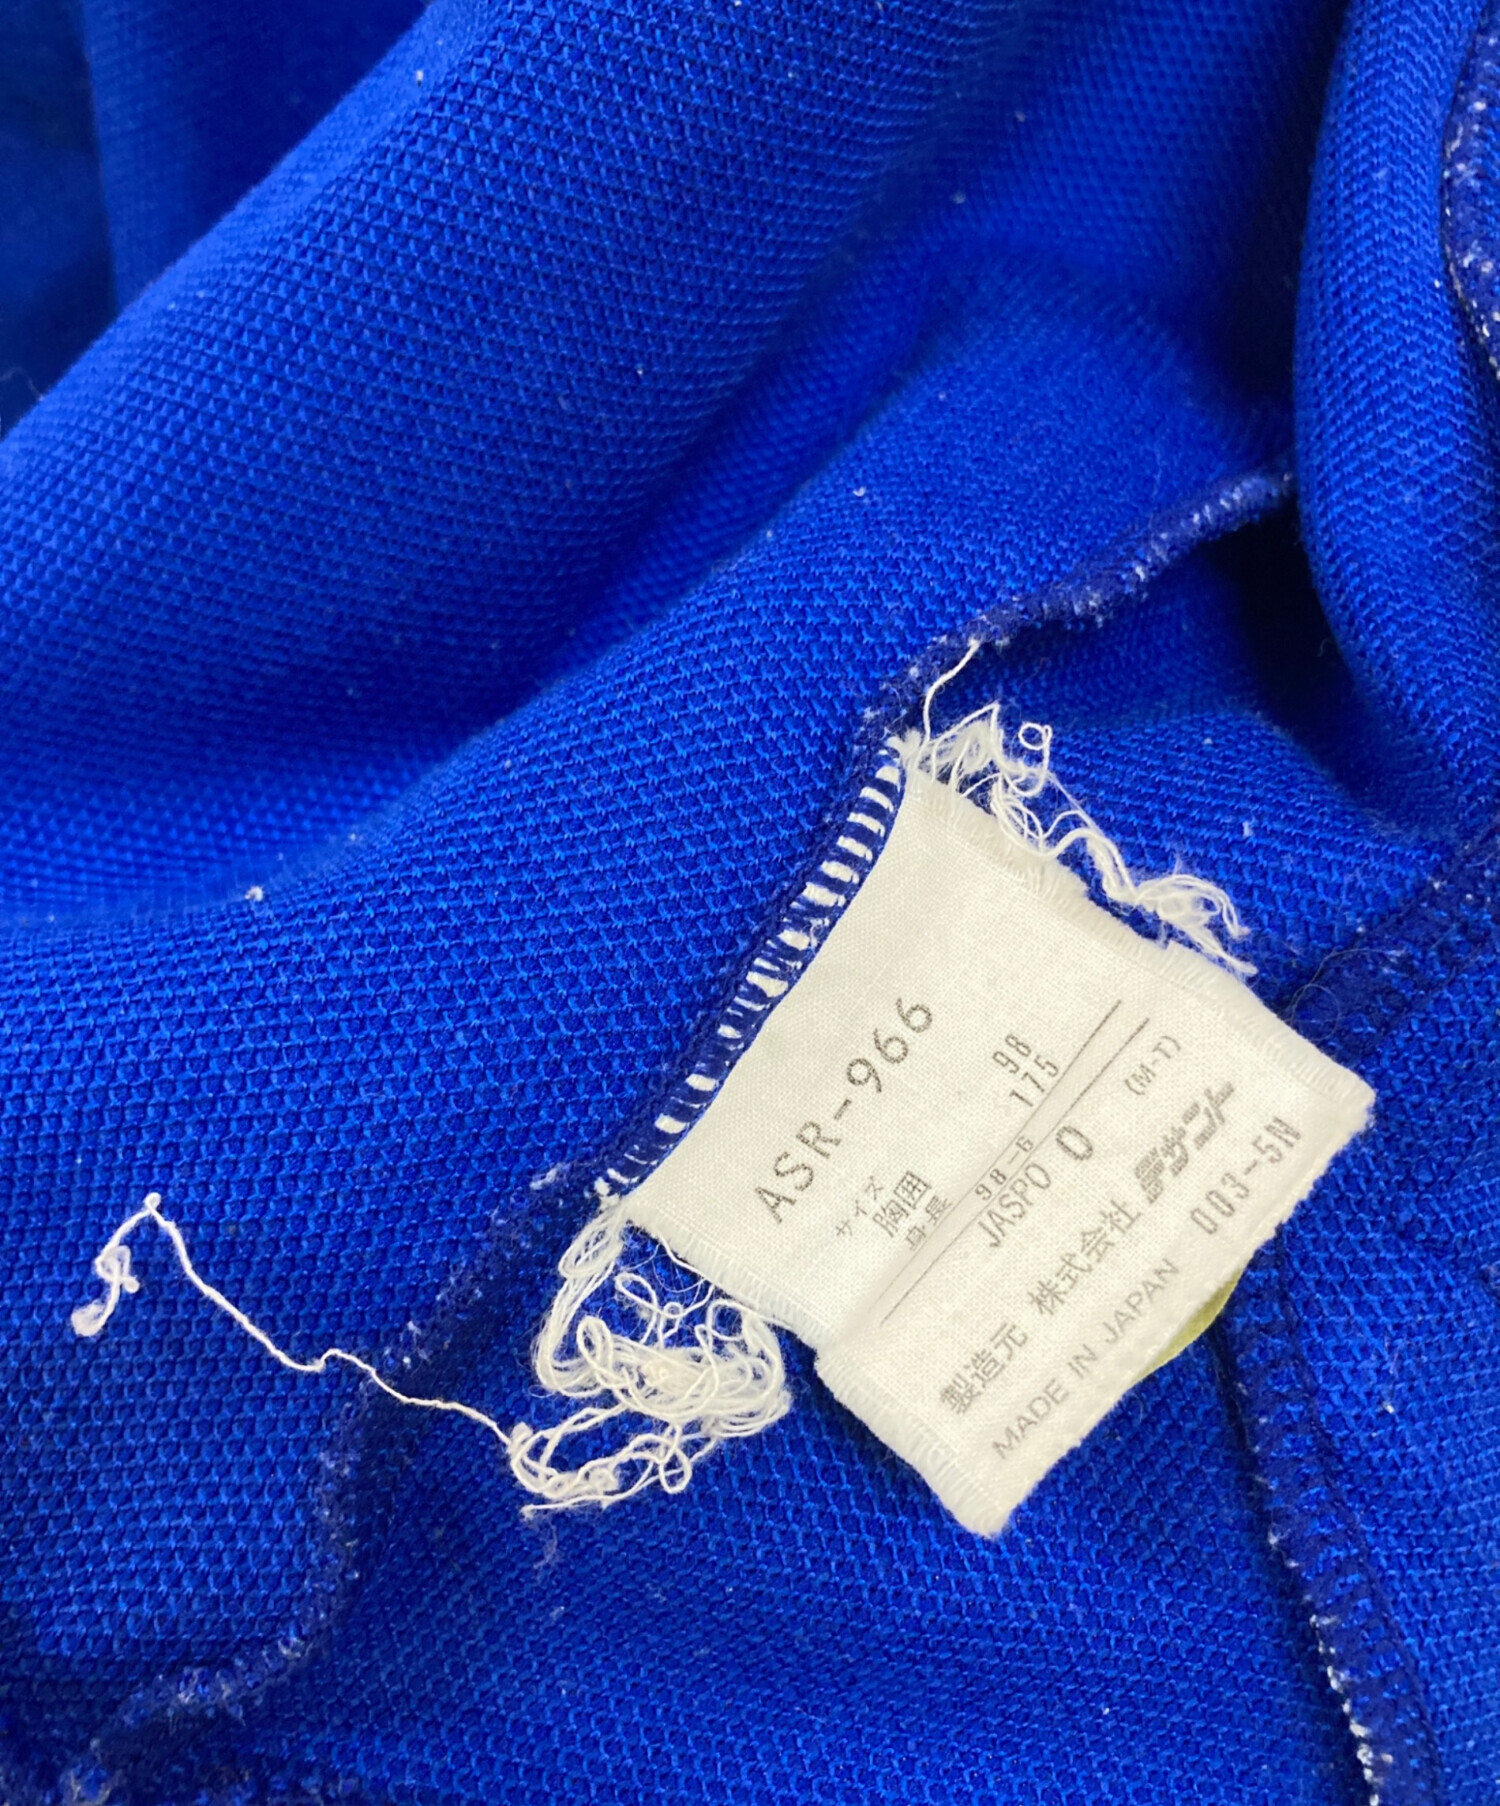 ASR-966
サイズ
胸囲 98
身長 175
98-6
JASPO O (M-T)
製造元 株式会社 デサント
MADE IN JAPAN 003-5N